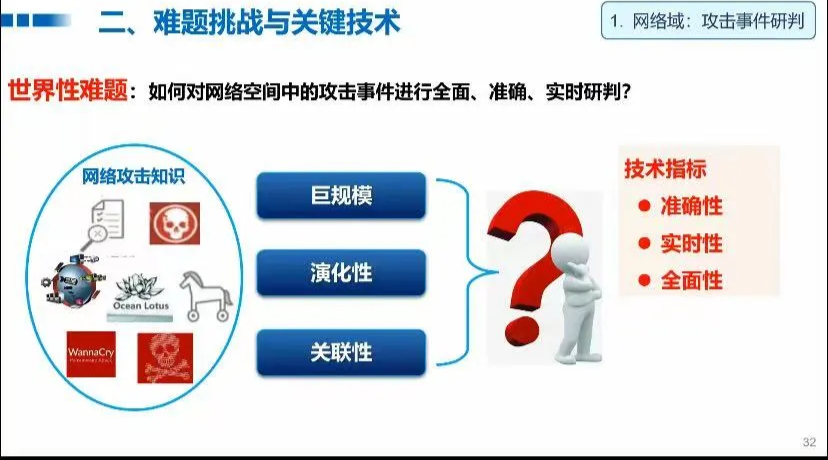 二、难题挑战与关键技术
1. 网络域：攻击事件研判
世界性难题：如何对网络空间中的攻击事件进行全面、准确、实时研判？
网络攻击知识
Ocean Lotus
WannaCry
巨规模
演化性
关联性
技术指标
● 准确性
● 实时性
● 全面性
32